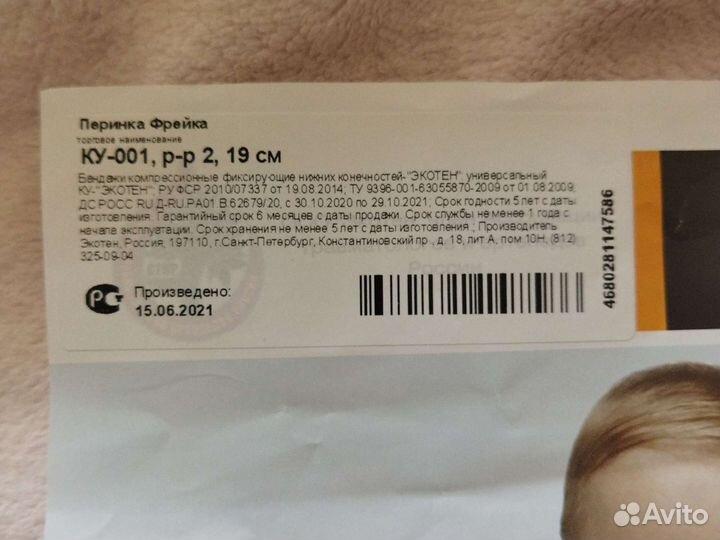 Перинка Фрейка
торговое наименование
КУ-001, р-р 2, 19 см
Бандажи компрессионные фиксирующие нижних конечностей-"ЭКОТЕН" универсальный
КУ-"ЭКОТЕН"; РУ ФСР 2010/07337 от 19.08.2014; ТУ 9396-001-63055870-2009 от 01.08.2009;
ДС РОСС RU Д-RU.РА01.В.62679/20, с 30.10.2020 по 29.10.2021; Срок годности 5 лет с даты
изготовления. Гарантийный срок 6 месяцев с даты продажи. Срок службы не менее 1 года с
начала эксплуатации. Срок хранения не менее 5 лет с даты изготовления.; Производитель
Экотен, Россия, 197110, г.Санкт-Петербург, Константиновский пр., д. 18, лит А, пом 10Н, (812)
325-09-04
Произведено:
15.06.2021
4680281147586
Avito